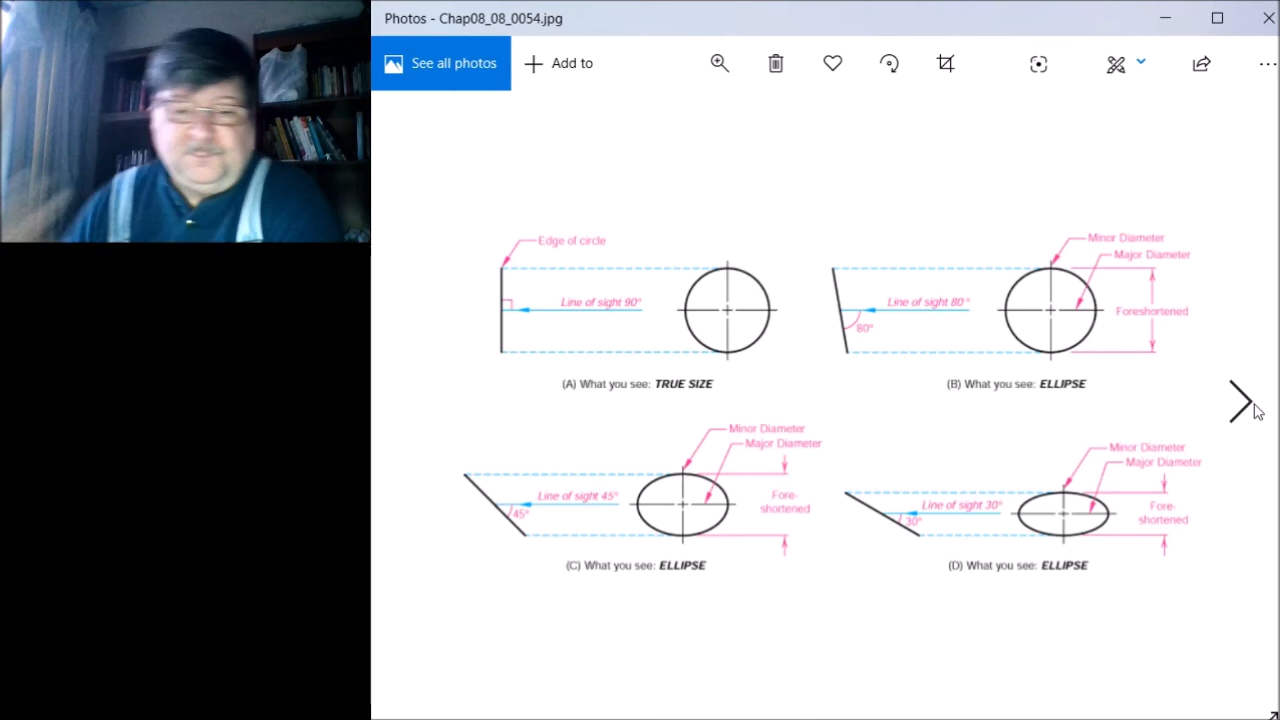 Photos - Chap08_08_0054.jpg
See all photos
Add to
Edge of circle
Line of sight 90°
(A) What you see: TRUE SIZE
Minor Diameter
Major Diameter
Line of sight 80°
80°
Foreshortened
(B) What you see: ELLIPSE
Minor Diameter
Major Diameter
Line of sight 45°
45°
Fore-
shortened
(C) What you see: ELLIPSE
Minor Diameter
Major Diameter
Line of sight 30°
30°
Fore-
shortened
(D) What you see: ELLIPSE